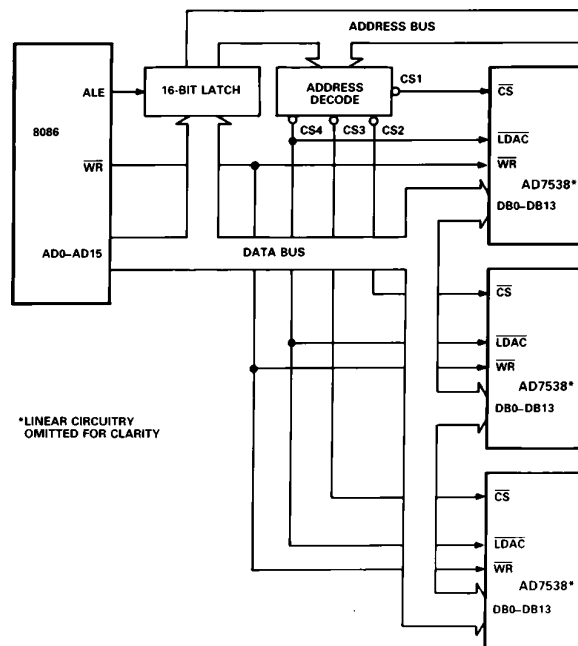 ADDRESS BUS
ALE
16-BIT LATCH
ADDRESS
DECODE
CS1
CS
8086
CS4
CS3
CS2
LDAC
WR
WR
AD7538*
DB0–DB13
AD0–AD15
DATA BUS
CS
LDAC
WR
AD7538*
DB0–DB13
*LINEAR CIRCUITRY
OMITTED FOR CLARITY
CS
LDAC
WR
AD7538*
DB0–DB13